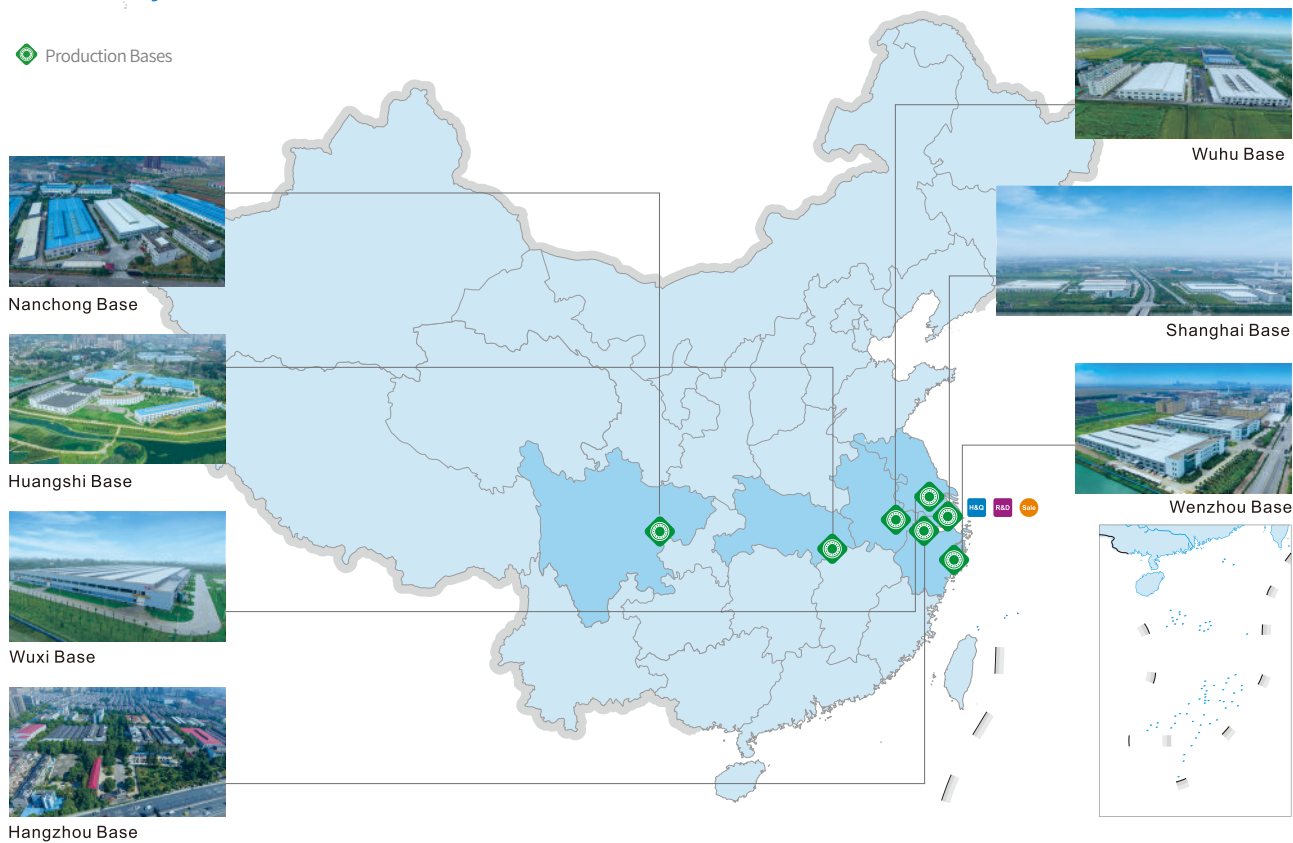 Production Bases
Wuhu Base
Nanchong Base
Shanghai Base
Huangshi Base
H&Q
R&D
Sale
Wenzhou Base
Wuxi Base
Hangzhou Base